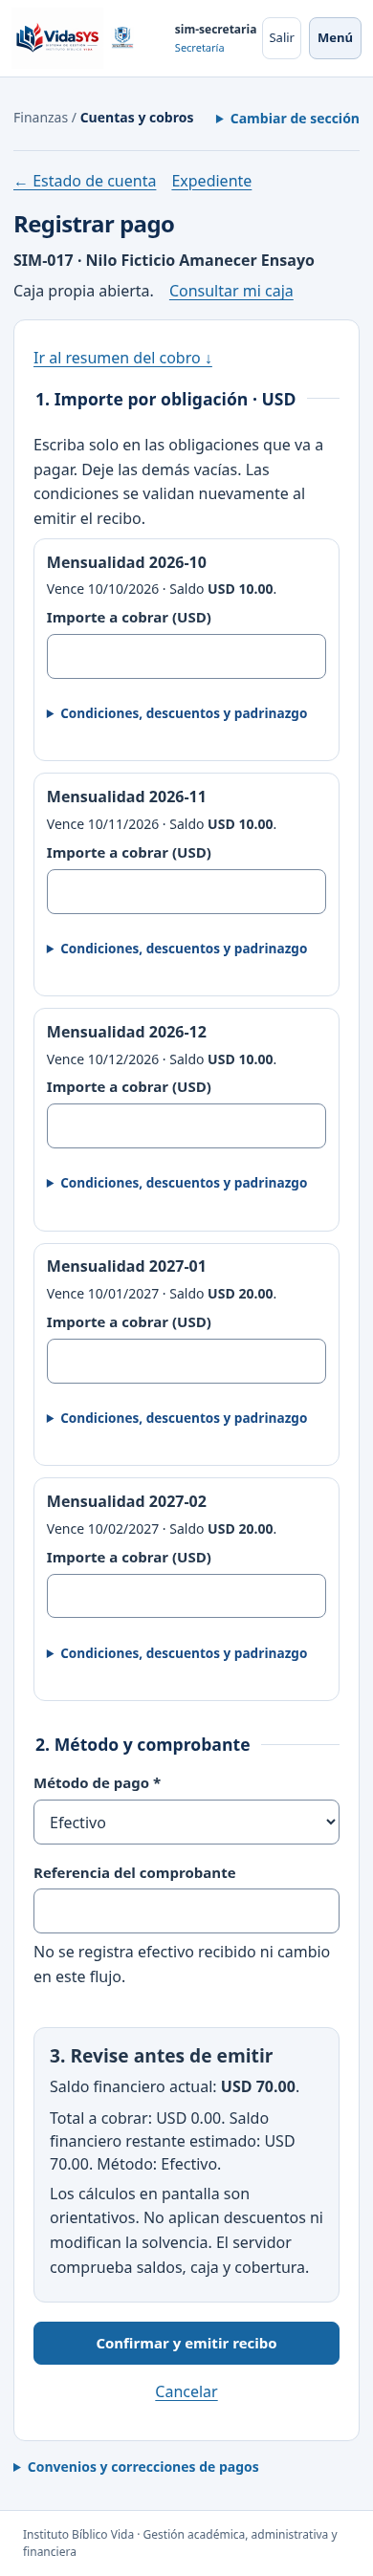 VidaSYS
SISTEMA DE GESTIÓN
INSTITUTO BÍBLICO VIDA
sim-secretaria
Secretaría
Salir
Menú
Finanzas / Cuentas y cobros
▶ Cambiar de sección
← Estado de cuenta Expediente
Registrar pago
SIM-017 · Nilo Ficticio Amanecer Ensayo
Caja propia abierta. Consultar mi caja
Ir al resumen del cobro ↓
1. Importe por obligación · USD
Escriba solo en las obligaciones que va a
pagar. Deje las demás vacías. Las
condiciones se validan nuevamente al
emitir el recibo.
Mensualidad 2026-10
Vence 10/10/2026 · Saldo USD 10.00.
Importe a cobrar (USD)
▶ Condiciones, descuentos y padrinazgo
Mensualidad 2026-11
Vence 10/11/2026 · Saldo USD 10.00.
Importe a cobrar (USD)
▶ Condiciones, descuentos y padrinazgo
Mensualidad 2026-12
Vence 10/12/2026 · Saldo USD 10.00.
Importe a cobrar (USD)
▶ Condiciones, descuentos y padrinazgo
Mensualidad 2027-01
Vence 10/01/2027 · Saldo USD 20.00.
Importe a cobrar (USD)
▶ Condiciones, descuentos y padrinazgo
Mensualidad 2027-02
Vence 10/02/2027 · Saldo USD 20.00.
Importe a cobrar (USD)
▶ Condiciones, descuentos y padrinazgo
2. Método y comprobante
Método de pago *
Efectivo
Referencia del comprobante
No se registra efectivo recibido ni cambio
en este flujo.
3. Revise antes de emitir
Saldo financiero actual: USD 70.00.
Total a cobrar: USD 0.00. Saldo
financiero restante estimado: USD
70.00. Método: Efectivo.
Los cálculos en pantalla son
orientativos. No aplican descuentos ni
modifican la solvencia. El servidor
comprueba saldos, caja y cobertura.
Confirmar y emitir recibo
Cancelar
▶ Convenios y correcciones de pagos
Instituto Bíblico Vida · Gestión académica, administrativa y
financiera